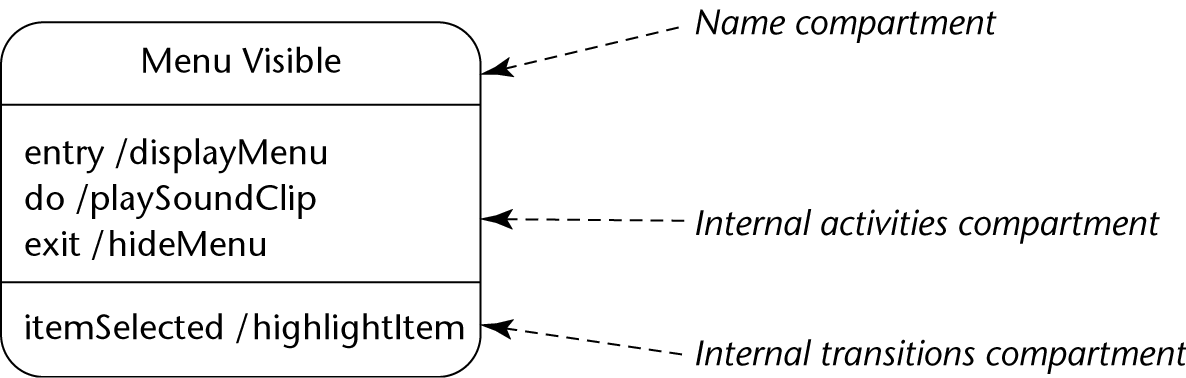 Menu Visible
entry /displayMenu
do /playSoundClip
exit /hideMenu
itemSelected /highlightItem
Name compartment
Internal activities compartment
Internal transitions compartment